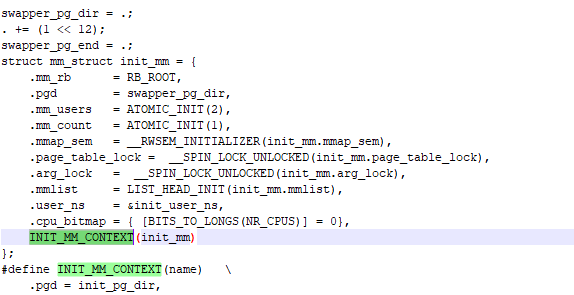 swapper_pg_dir = .;
. += (1 << 12);
swapper_pg_end = .;
struct mm_struct init_mm = {
    .mm_rb      = RB_ROOT,
    .pgd        = swapper_pg_dir,
    .mm_users   = ATOMIC_INIT(2),
    .mm_count   = ATOMIC_INIT(1),
    .mmap_sem   = __RWSEM_INITIALIZER(init_mm.mmap_sem),
    .page_table_lock =  __SPIN_LOCK_UNLOCKED(init_mm.page_table_lock),
    .arg_lock   =  __SPIN_LOCK_UNLOCKED(init_mm.arg_lock),
    .mmlist     = LIST_HEAD_INIT(init_mm.mmlist),
    .user_ns    = &init_user_ns,
    .cpu_bitmap = { [BITS_TO_LONGS(NR_CPUS)] = 0},
    INIT_MM_CONTEXT(init_mm)
};
#define INIT_MM_CONTEXT(name)   \
    .pgd = init_pg_dir,